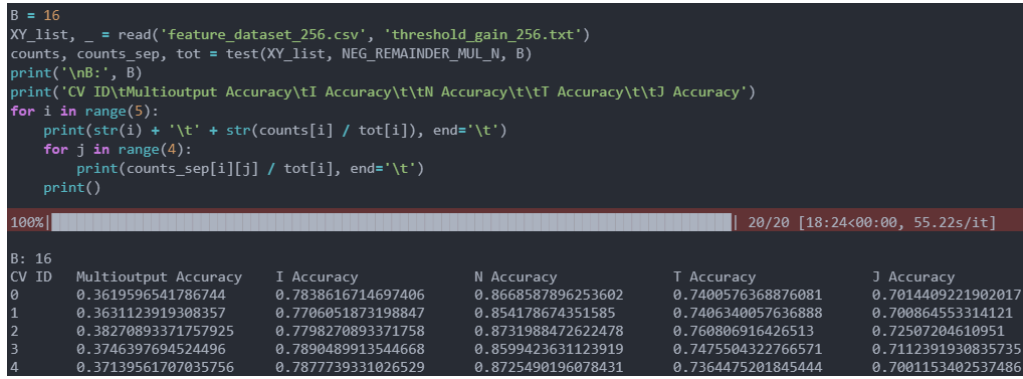 B = 16
XY_list, _ = read('feature_dataset_256.csv', 'threshold_gain_256.txt')
counts, counts_sep, tot = test(XY_list, NEG_REMAINDER_MUL_N, B)
print('\nB:', B)
print('CV ID\tMultioutput Accuracy\tI Accuracy\t\tN Accuracy\t\tT Accuracy\t\tJ Accuracy')
for i in range(5):
    print(str(i) + '\t' + str(counts[i] / tot[i]), end='\t')
    for j in range(4):
        print(counts_sep[i][j] / tot[i], end='\t')
    print()
100%| | 20/20 [18:24<00:00, 55.22s/it]
B: 16
CV ID Multioutput Accuracy I Accuracy N Accuracy T Accuracy J Accuracy
0 0.3619596541786744 0.7838616714697406 0.8668587896253602 0.7400576368876081 0.7014409221902017
1 0.3631123919308357 0.7706051873198847 0.854178674351585 0.7406340057636888 0.700864553314121
2 0.38270893371757925 0.7798270893371758 0.8731988472622478 0.760806916426513 0.72507204610951
3 0.3746397694524496 0.7890489913544668 0.8599423631123919 0.7475504322766571 0.7112391930835735
4 0.37139561707035756 0.7877739331026529 0.8725490196078431 0.7364475201845444 0.7001153402537486